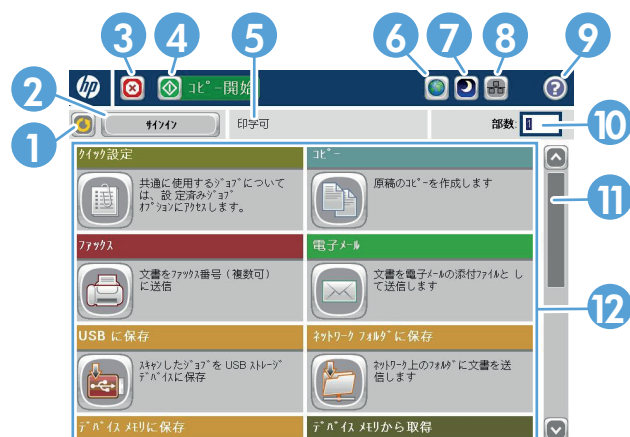 3
4
5
6
7
8
9
2
1
10
11
12
hp
ｺﾋﾟｰ開始
?
ｻｲﾝｲﾝ
印字可
部数: 1
ｸｲｯｸ設定
共通に使用するｼﾞｮﾌﾞについて
は、設 定済みｼﾞｮﾌﾞ
ｵﾌﾟｼｮﾝにｱｸｾｽします。
ｺﾋﾟｰ
原稿のｺﾋﾟｰを作成します
ﾌｧｯｸｽ
文書をﾌｧｯｸｽ番号（複数可）
に送信
電子ﾒｰﾙ
文書を電子ﾒｰﾙの添付ﾌｧｲﾙと し
て送信します
USB に保存
ｽｷｬﾝしたｼﾞｮﾌﾞを USB ｽﾄﾚｰｼﾞ
ﾃﾞﾊﾞｲｽに保存
ﾈｯﾄﾜｰｸ ﾌｫﾙﾀﾞに保存
ﾈｯﾄﾜｰｸ上のﾌｫﾙﾀﾞに文書を送
信します
ﾃﾞﾊﾞｲｽ ﾒﾓﾘに保存
ﾃﾞﾊﾞｲｽ ﾒﾓﾘから取得